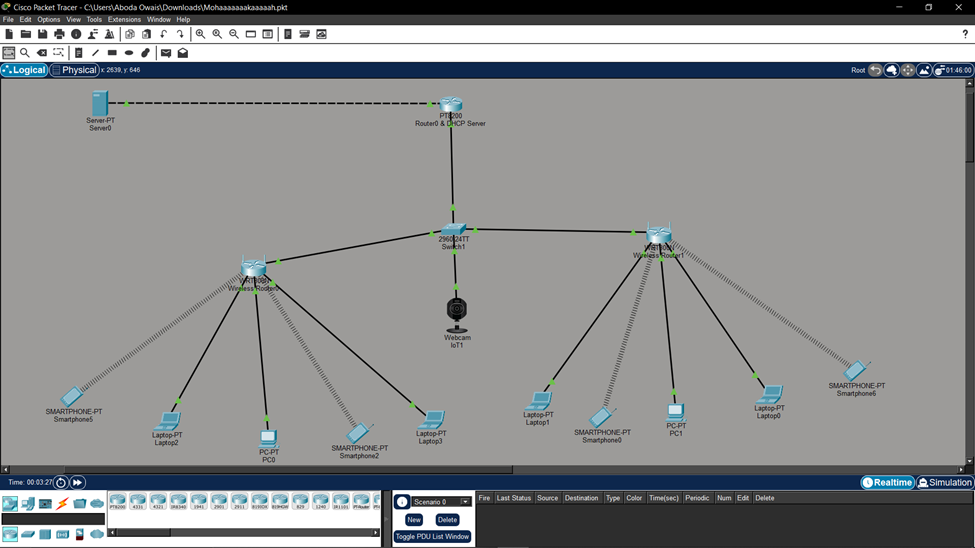 Cisco Packet Tracer - C:\Users\Aboda Owais\Downloads\Mohaaaaaakaaaaah.pkt
File Edit Options View Tools Extensions Window Help
?
Logical Physical x: 2639, y: 646 Root 01:46:00
Server-PT
Server0
PT8200
Router0 & DHCP Server
2960-24TT
Switch1
WRT300N
Wireless Router0
WRT300N
Wireless Router1
Webcam
IoT1
SMARTPHONE-PT
Smartphone5
Laptop-PT
Laptop2
PC-PT
PC0
SMARTPHONE-PT
Smartphone2
Laptop-PT
Laptop3
Laptop-PT
Laptop1
SMARTPHONE-PT
Smartphone0
PC-PT
PC1
Laptop-PT
Laptop0
SMARTPHONE-PT
Smartphone6
Time: 00:03:27 Realtime Simulation
PT8200 4331 4321 IR8340 1941 2901 2911 819IOX 819HGW 829 1240 IR1101 PT-Router
Scenario 0
New Delete
Toggle PDU List Window
Fire Last Status Source Destination Type Color Time(sec) Periodic Num Edit Delete